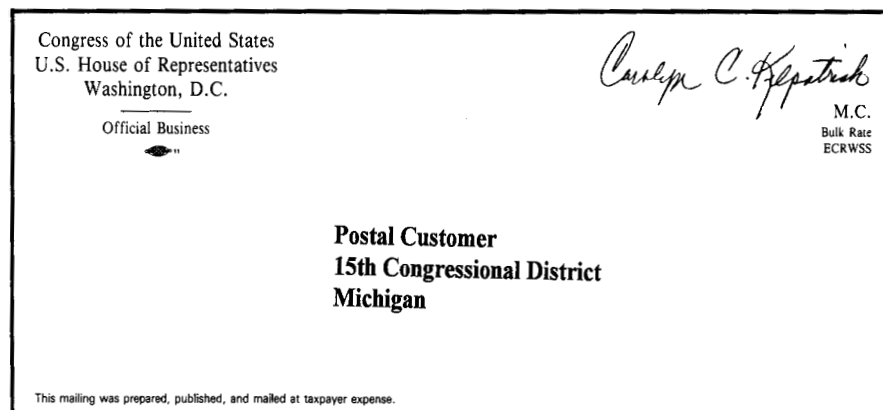 Congress of the United States
U.S. House of Representatives
Washington, D.C.
Official Business
Carolyn C. Kilpatrick
M.C.
Bulk Rate
ECRWSS
Postal Customer
15th Congressional District
Michigan
This mailing was prepared, published, and mailed at taxpayer expense.